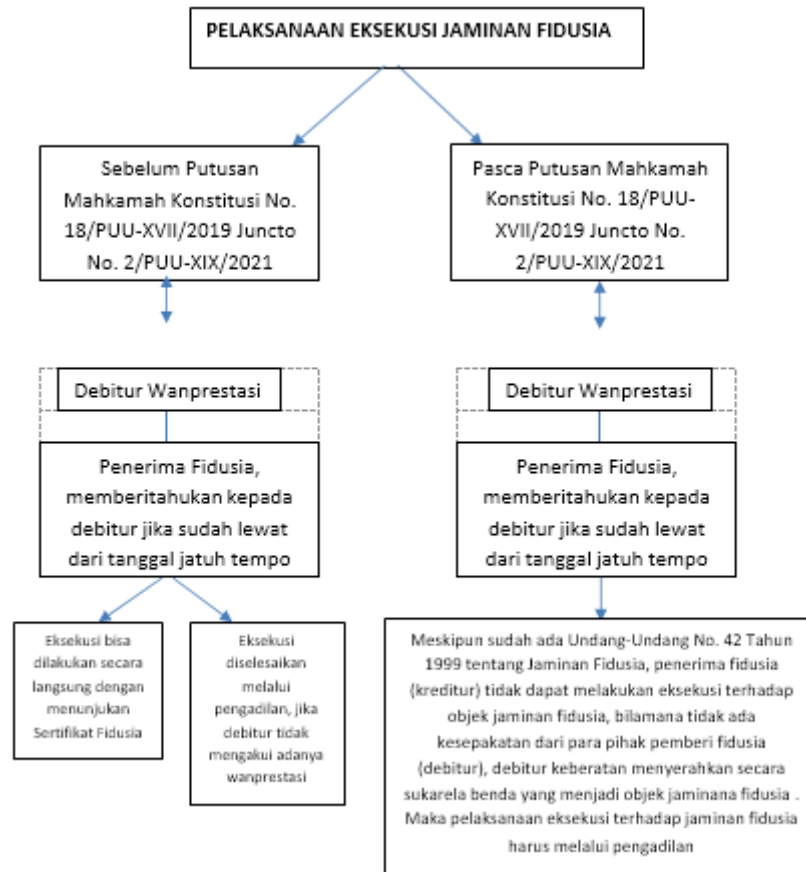 PELAKSANAAN EKSEKUSI JAMINAN FIDUSIA
Sebelum Putusan
Mahkamah Konstitusi No.
18/PUU-XVII/2019 Juncto
No. 2/PUU-XIX/2021
Pasca Putusan Mahkamah
Konstitusi No. 18/PUU-
XVII/2019 Juncto No.
2/PUU-XIX/2021
Debitur Wanprestasi
Debitur Wanprestasi
Penerima Fidusia,
memberitahukan kepada
debitur jika sudah lewat
dari tanggal jatuh tempo
Penerima Fidusia,
memberitahukan kepada
debitur jika sudah lewat
dari tanggal jatuh tempo
Eksekusi bisa
dilakukan secara
langsung dengan
menunjukan
Sertifikat Fidusia
Eksekusi
diselesaikan
melalui
pengadilan, jika
debitur tidak
mengakui adanya
wanprestasi
Meskipun sudah ada Undang-Undang No. 42 Tahun
1999 tentang Jaminan Fidusia, penerima fidusia
(kreditur) tidak dapat melakukan eksekusi terhadap
objek jaminan fidusia, bilamana tidak ada
kesepakatan dari para pihak pemberi fidusia
(debitur), debitur keberatan menyerahkan secara
sukarela benda yang menjadi objek jaminana fidusia .
Maka pelaksanaan eksekusi terhadap jaminan fidusia
harus melalui pengadilan